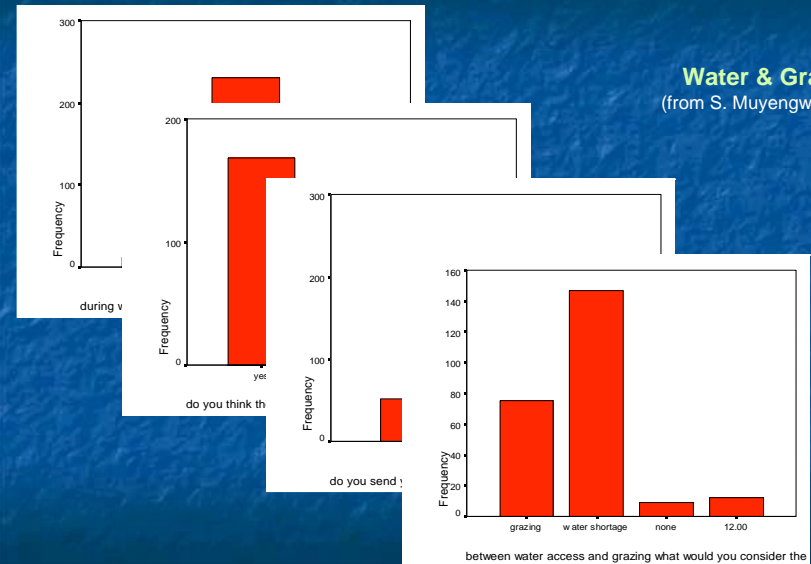 Water & Gra
(from S. Muyengw
300
200
100
0
Frequency
during w
200
100
0
Frequency
yes
do you think th
300
200
100
0
Frequency
do you send y
160
140
120
100
80
60
40
20
0
Frequency
grazing water shortage none 12.00
between water access and grazing what would you consider the